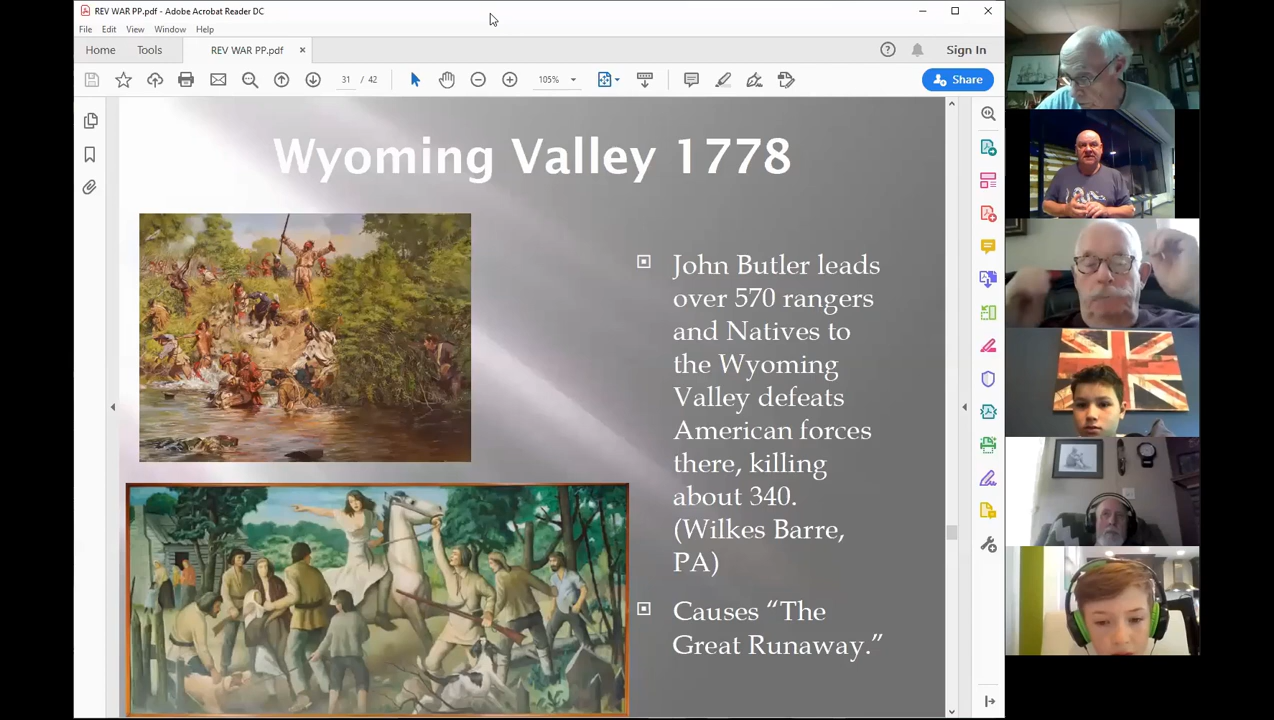 REV WAR PP.pdf - Adobe Acrobat Reader DC
File Edit View Window Help
Home Tools REV WAR PP.pdf × Sign In
31 / 42 105% Share
Wyoming Valley 1778
John Butler leads
over 570 rangers
and Natives to
the Wyoming
Valley defeats
American forces
there, killing
about 340.
(Wilkes Barre,
PA)
Causes “The
Great Runaway.”